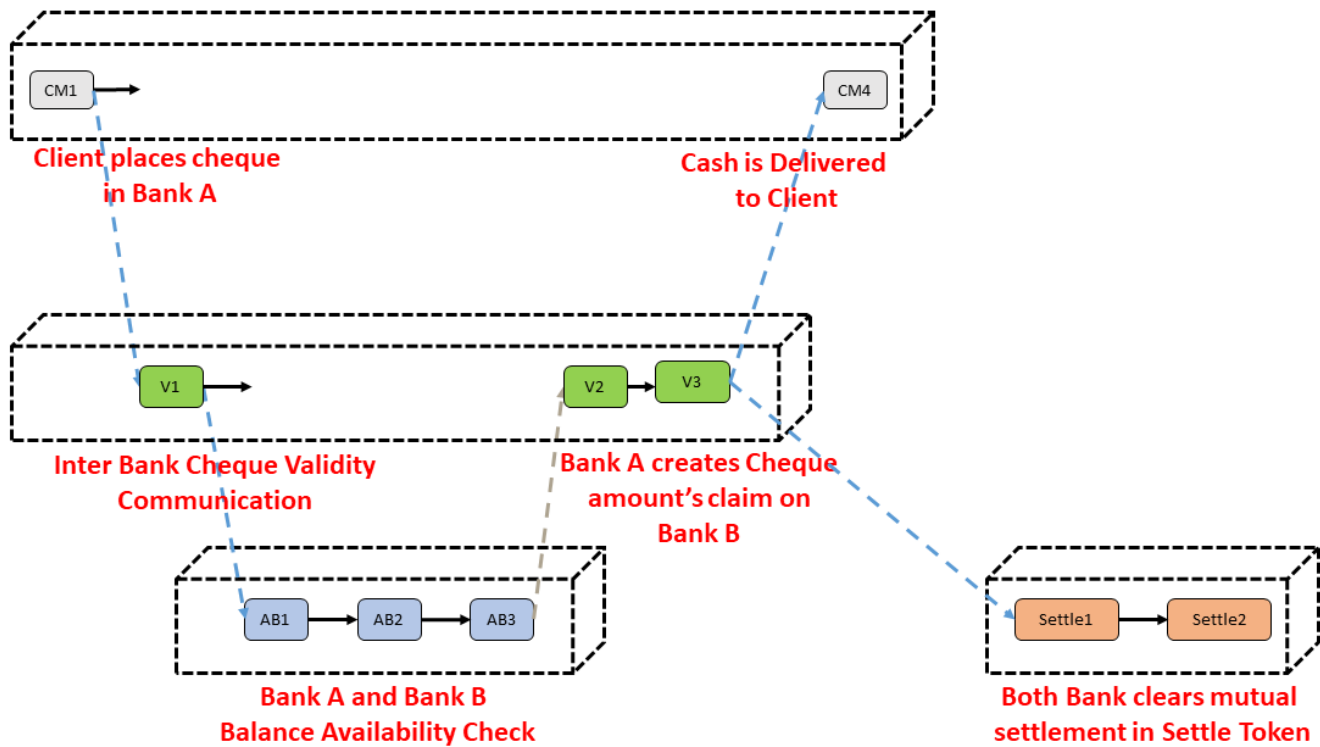 CM1
CM4
Client places cheque
in Bank A
Cash is Delivered
to Client
V1
V2
V3
Inter Bank Cheque Validity
Communication
Bank A creates Cheque
amount's claim on
Bank B
AB1
AB2
AB3
Settle1
Settle2
Bank A and Bank B
Balance Availability Check
Both Bank clears mutual
settlement in Settle Token